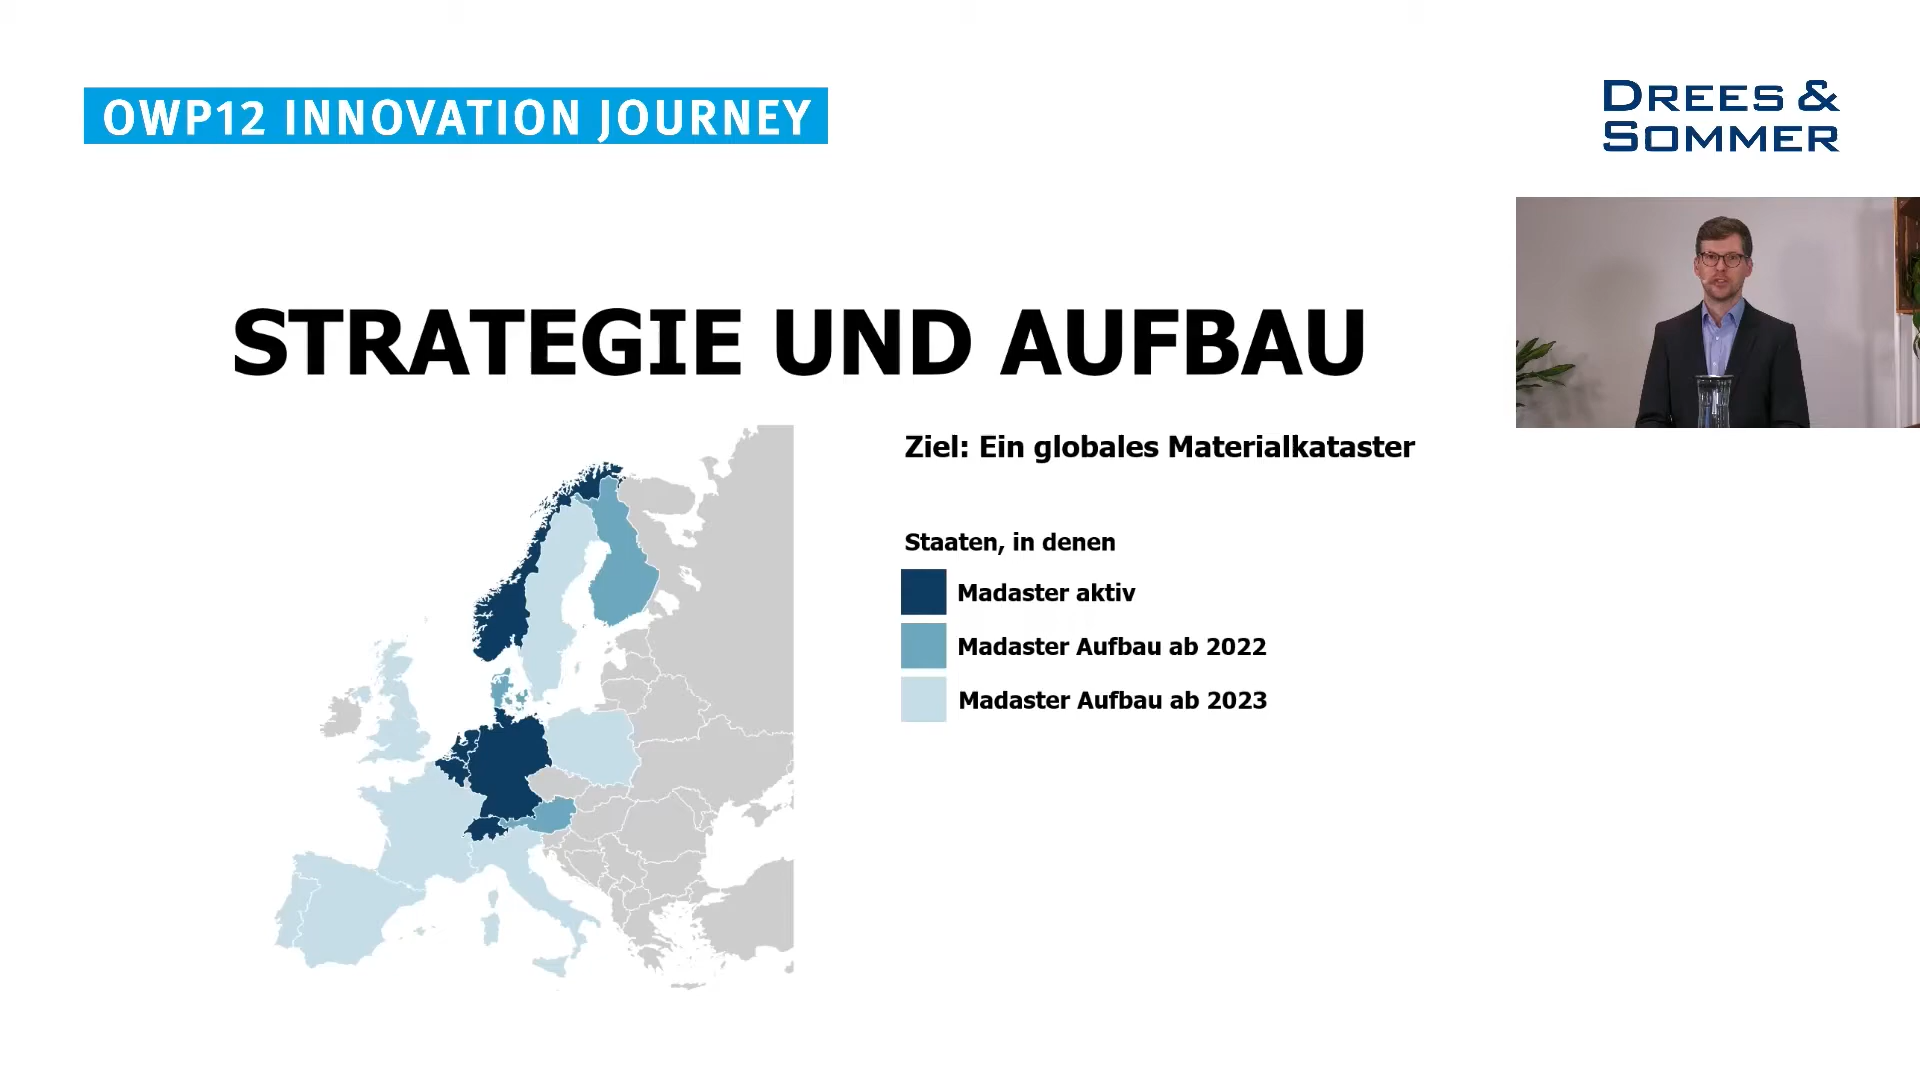 OWP12 INNOVATION JOURNEY
DREES &
SOMMER
STRATEGIE UND AUFBAU
Ziel: Ein globales Materialkataster
Staaten, in denen
Madaster aktiv
Madaster Aufbau ab 2022
Madaster Aufbau ab 2023